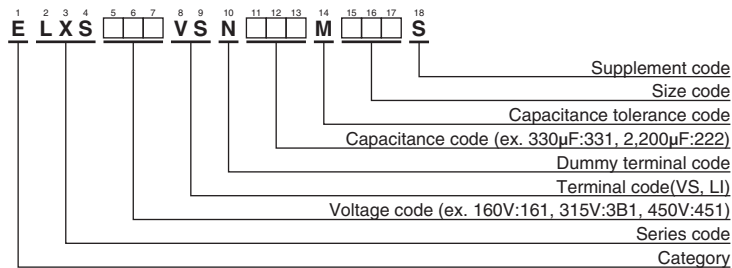 1 2 3 4 5 6 7 8 9 10 11 12 13 14 15 16 17 18
E L X S □ □ □ V S N □ □ □ M □ □ □ S
Supplement code
Size code
Capacitance tolerance code
Capacitance code (ex. 330µF:331, 2,200µF:222)
Dummy terminal code
Terminal code(VS, LI)
Voltage code (ex. 160V:161, 315V:3B1, 450V:451)
Series code
Category